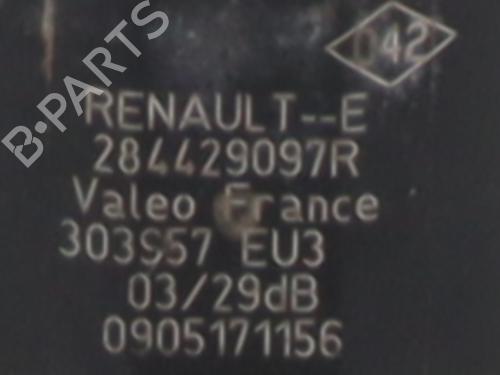 B-PARTS
D42
RENAULT--E
284429097R
Valeo France
303S57 EU3
03/29dB
0905171156